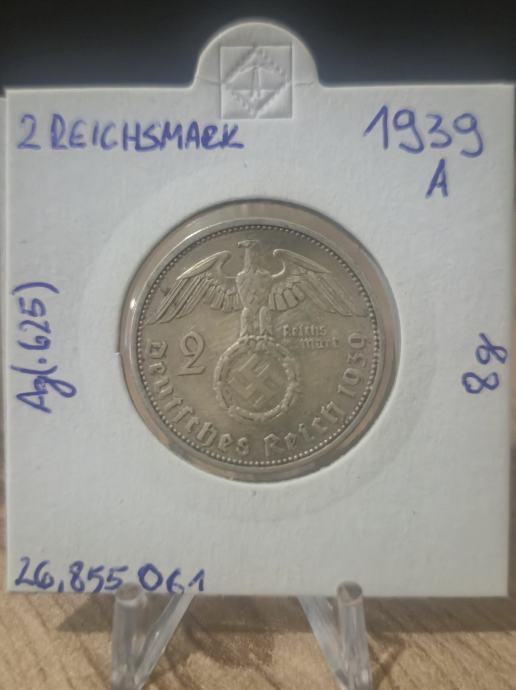 2 REICHSMARK
1939
A
Ag(.625)
8g
2
Reichs
Mark
Deutsches Reich 1939
26,855 061